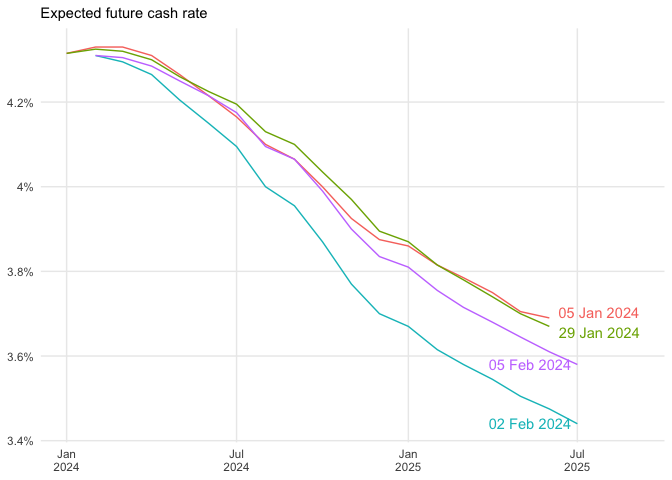 Expected future cash rate
4.2%
4%
3.8%
3.6%
3.4%
05 Jan 2024
29 Jan 2024
05 Feb 2024
02 Feb 2024
Jan
2024
Jul
2024
Jan
2025
Jul
2025